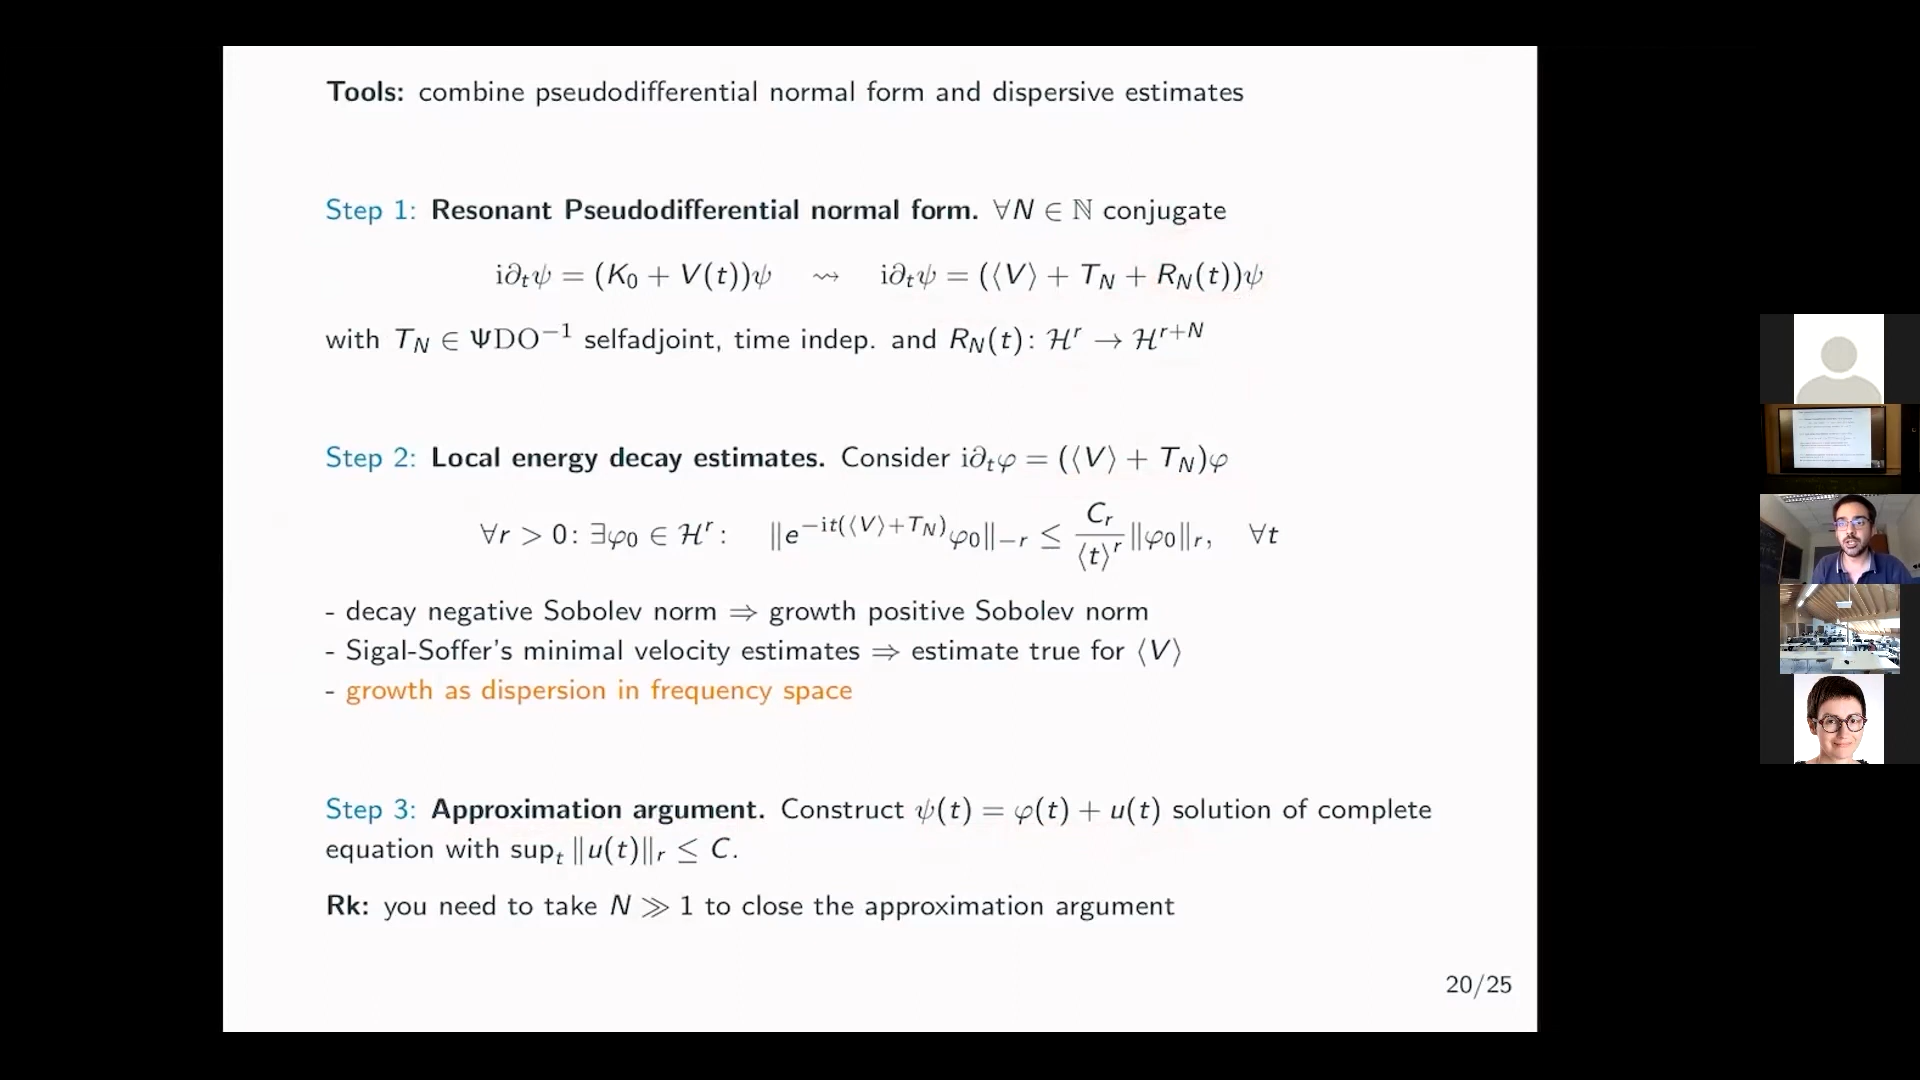 Tools: combine pseudodifferential normal form and dispersive estimates
Step 1: Resonant Pseudodifferential normal form. ∀N ∈ ℕ conjugate
i∂ₜψ = (K₀ + V(t))ψ ⇝ i∂ₜψ = (⟨V⟩ + T_N + R_N(t))ψ
with T_N ∈ ΨDO⁻¹ selfadjoint, time indep. and R_N(t): ℋ^r → ℋ^{r+N}
Step 2: Local energy decay estimates. Consider i∂ₜφ = (⟨V⟩ + T_N)φ
∀r > 0: ∃φ₀ ∈ ℋ^r: ‖e^{−it(⟨V⟩+T_N)}φ₀‖_{−r} ≤ C_r/⟨t⟩^r ‖φ₀‖_r, ∀t
- decay negative Sobolev norm ⇒ growth positive Sobolev norm
- Sigal-Soffer's minimal velocity estimates ⇒ estimate true for ⟨V⟩
- growth as dispersion in frequency space
Step 3: Approximation argument. Construct ψ(t) = φ(t) + u(t) solution of complete
equation with supₜ ‖u(t)‖_r ≤ C.
Rk: you need to take N ≫ 1 to close the approximation argument
20/25